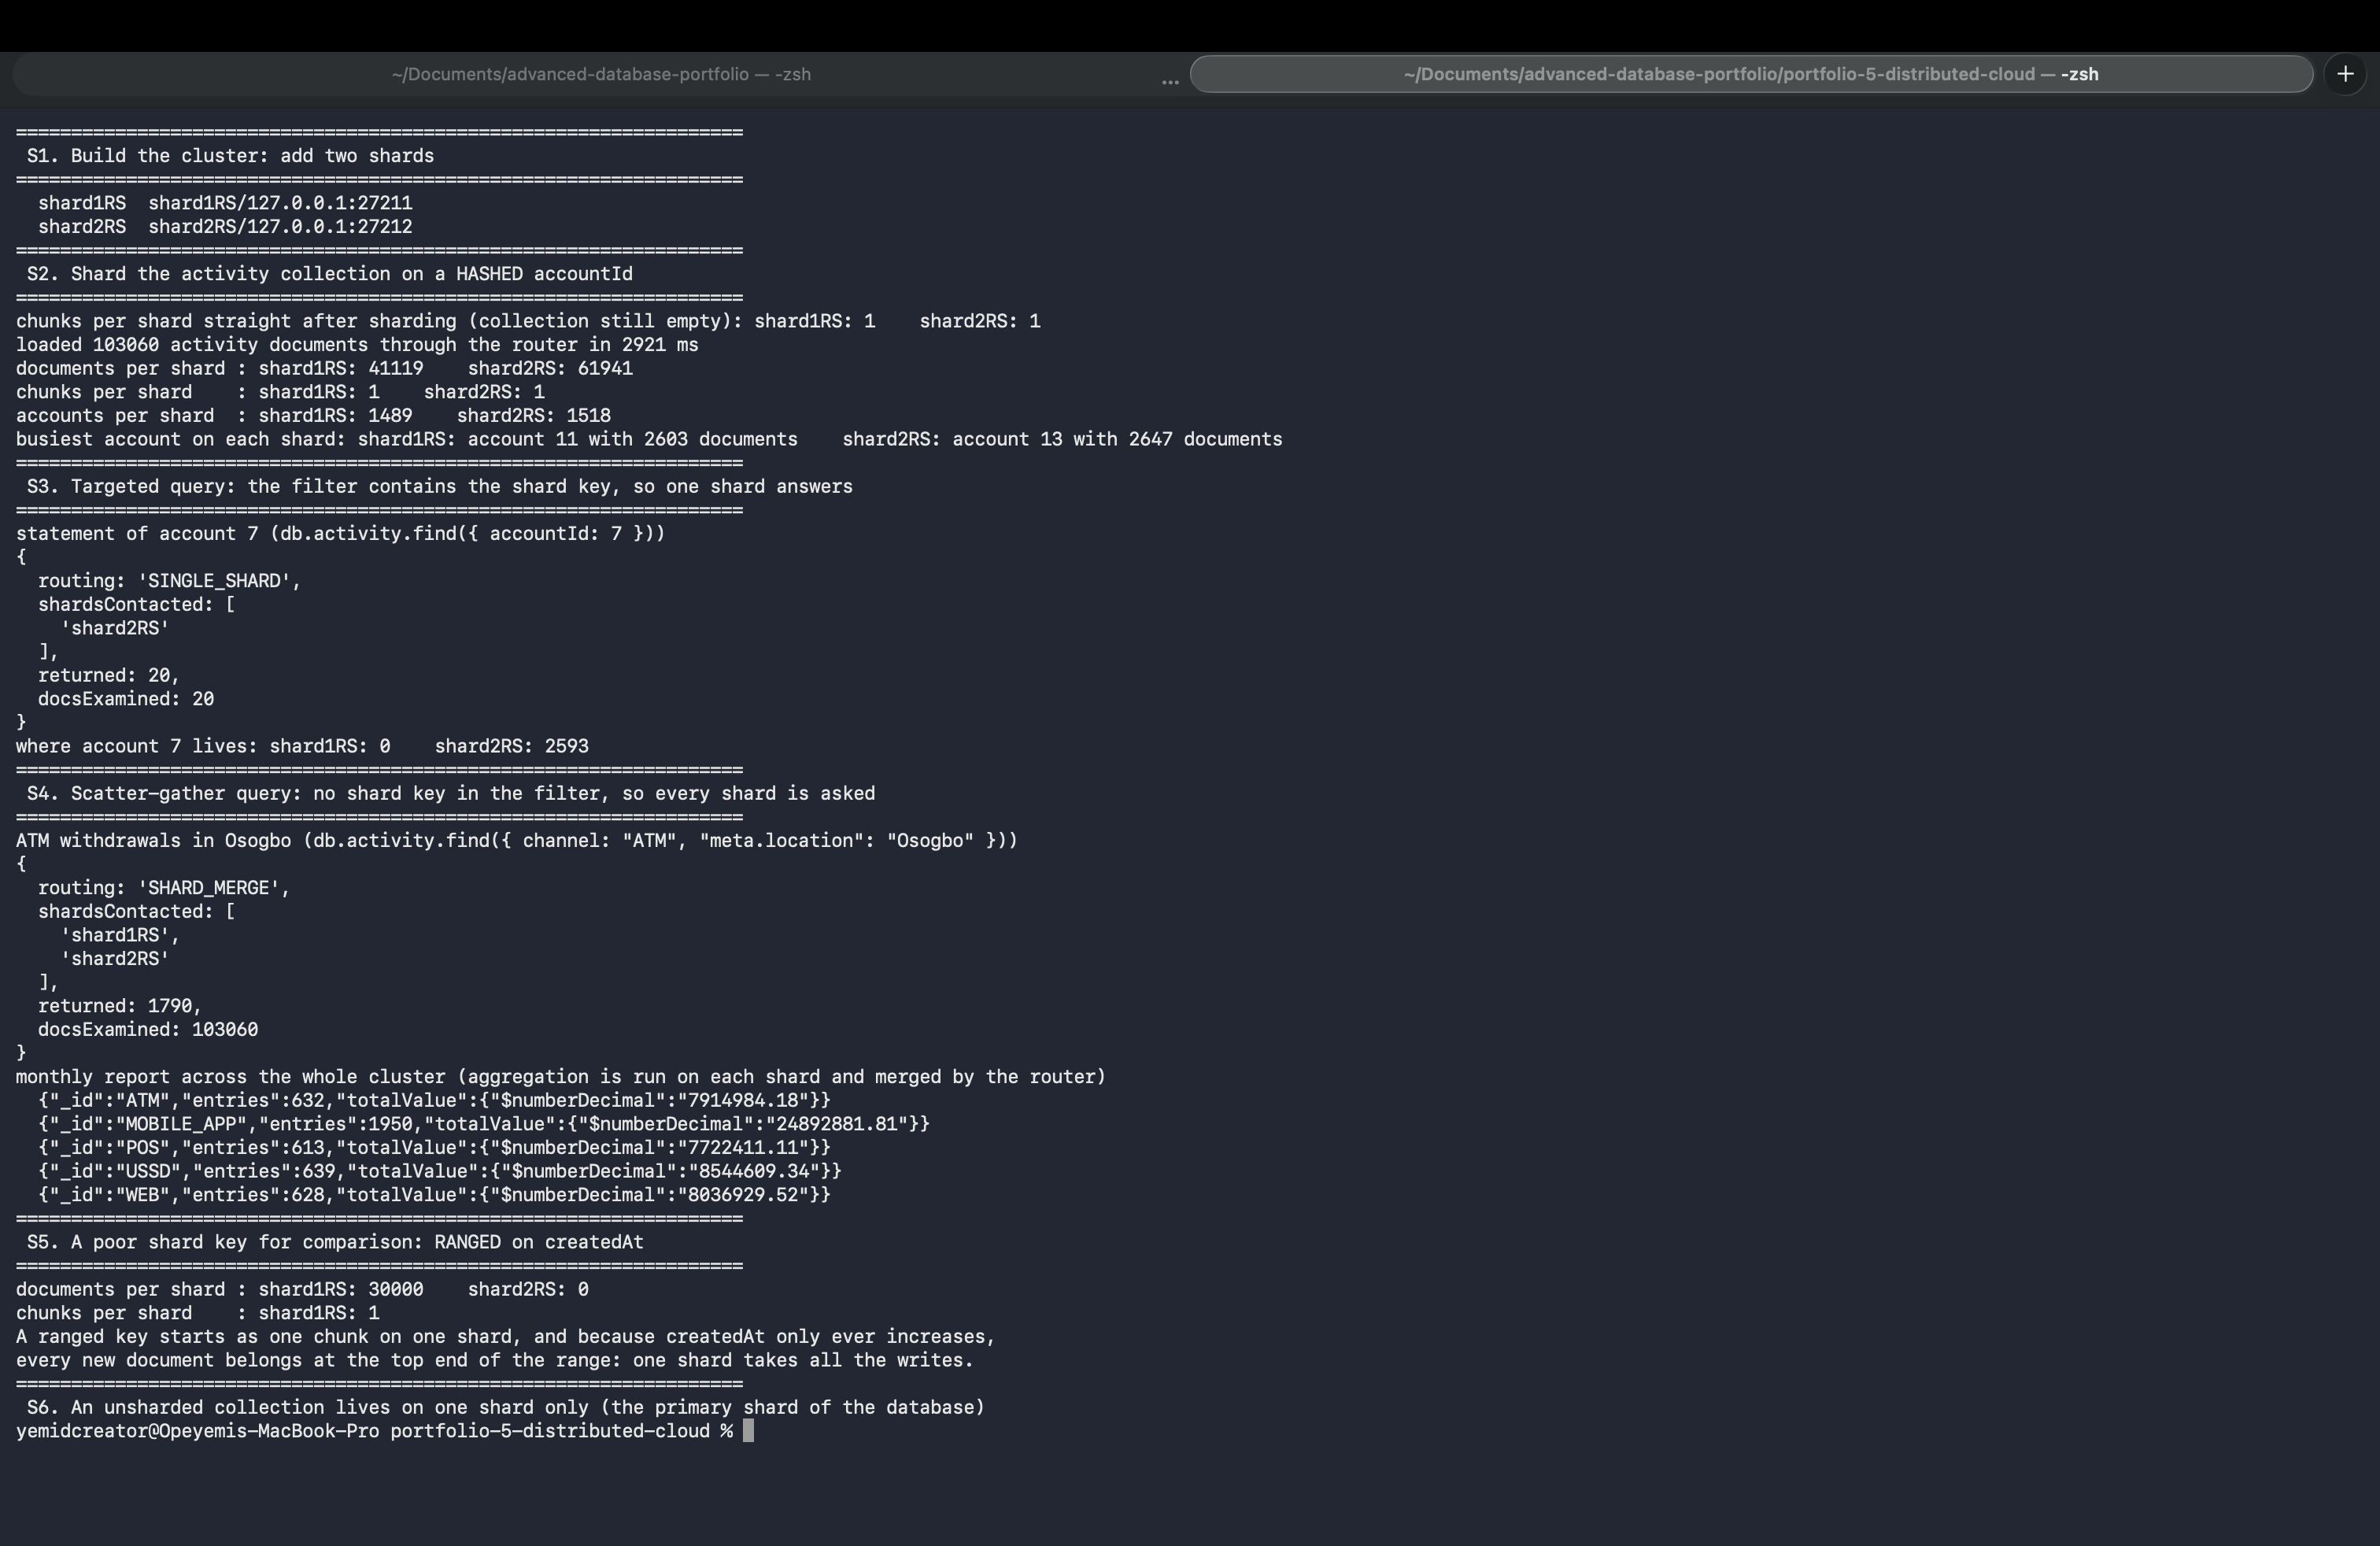 ~/Documents/advanced-database-portfolio — -zsh
... ~/Documents/advanced-database-portfolio/portfolio-5-distributed-cloud — -zsh +
==================================================================
 S1. Build the cluster: add two shards
==================================================================
  shard1RS  shard1RS/127.0.0.1:27211
  shard2RS  shard2RS/127.0.0.1:27212
==================================================================
 S2. Shard the activity collection on a HASHED accountId
==================================================================
chunks per shard straight after sharding (collection still empty): shard1RS: 1    shard2RS: 1
loaded 103060 activity documents through the router in 2921 ms
documents per shard : shard1RS: 41119    shard2RS: 61941
chunks per shard    : shard1RS: 1    shard2RS: 1
accounts per shard  : shard1RS: 1489    shard2RS: 1518
busiest account on each shard: shard1RS: account 11 with 2603 documents    shard2RS: account 13 with 2647 documents
==================================================================
 S3. Targeted query: the filter contains the shard key, so one shard answers
==================================================================
statement of account 7 (db.activity.find({ accountId: 7 }))
{
  routing: 'SINGLE_SHARD',
  shardsContacted: [
    'shard2RS'
  ],
  returned: 20,
  docsExamined: 20
}
where account 7 lives: shard1RS: 0    shard2RS: 2593
==================================================================
 S4. Scatter-gather query: no shard key in the filter, so every shard is asked
==================================================================
ATM withdrawals in Osogbo (db.activity.find({ channel: "ATM", "meta.location": "Osogbo" }))
{
  routing: 'SHARD_MERGE',
  shardsContacted: [
    'shard1RS',
    'shard2RS'
  ],
  returned: 1790,
  docsExamined: 103060
}
monthly report across the whole cluster (aggregation is run on each shard and merged by the router)
  {"_id":"ATM","entries":632,"totalValue":{"$numberDecimal":"7914984.18"}}
  {"_id":"MOBILE_APP","entries":1950,"totalValue":{"$numberDecimal":"24892881.81"}}
  {"_id":"POS","entries":613,"totalValue":{"$numberDecimal":"7722411.11"}}
  {"_id":"USSD","entries":639,"totalValue":{"$numberDecimal":"8544609.34"}}
  {"_id":"WEB","entries":628,"totalValue":{"$numberDecimal":"8036929.52"}}
==================================================================
 S5. A poor shard key for comparison: RANGED on createdAt
==================================================================
documents per shard : shard1RS: 30000    shard2RS: 0
chunks per shard    : shard1RS: 1
A ranged key starts as one chunk on one shard, and because createdAt only ever increases,
every new document belongs at the top end of the range: one shard takes all the writes.
==================================================================
 S6. An unsharded collection lives on one shard only (the primary shard of the database)
yemidcreator@Opeyemis-MacBook-Pro portfolio-5-distributed-cloud %